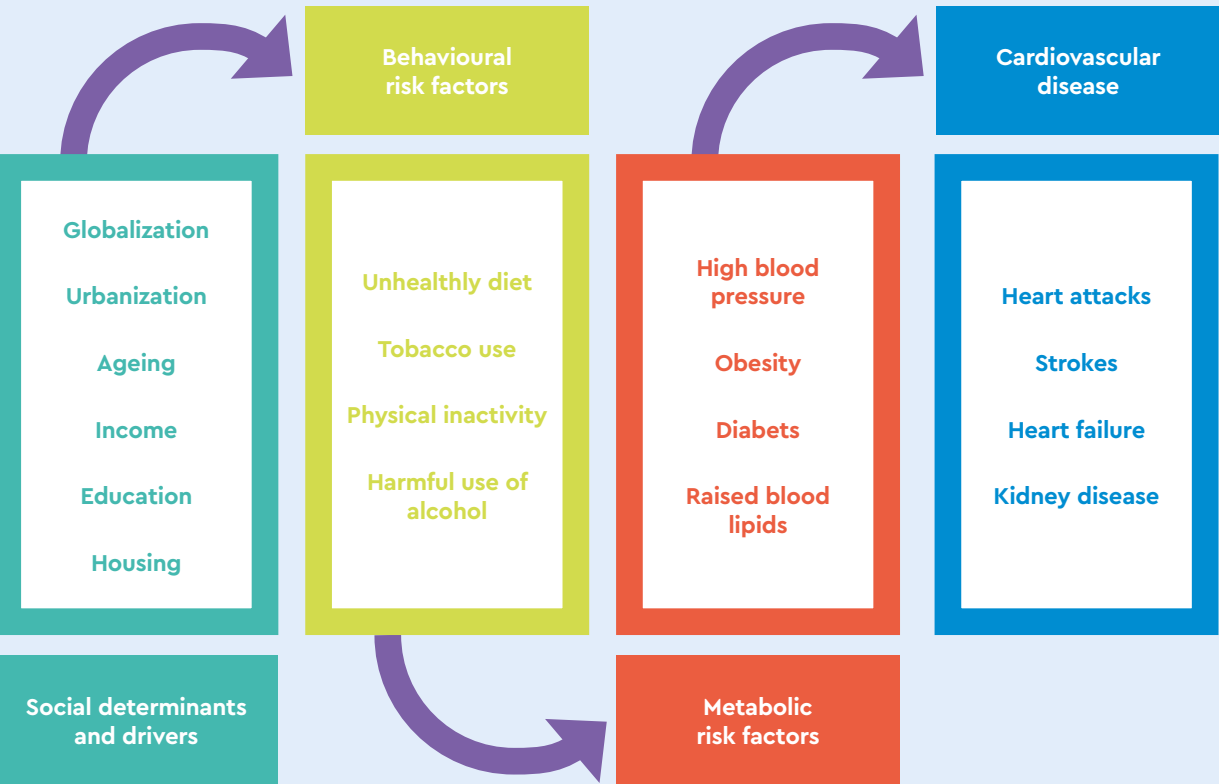 Behavioural
risk factors
Cardiovascular
disease
Globalization
Urbanization
Ageing
Income
Education
Housing
Unhealthly diet
Tobacco use
Physical inactivity
Harmful use of
alcohol
High blood
pressure
Obesity
Diabets
Raised blood
lipids
Heart attacks
Strokes
Heart failure
Kidney disease
Social determinants
and drivers
Metabolic
risk factors